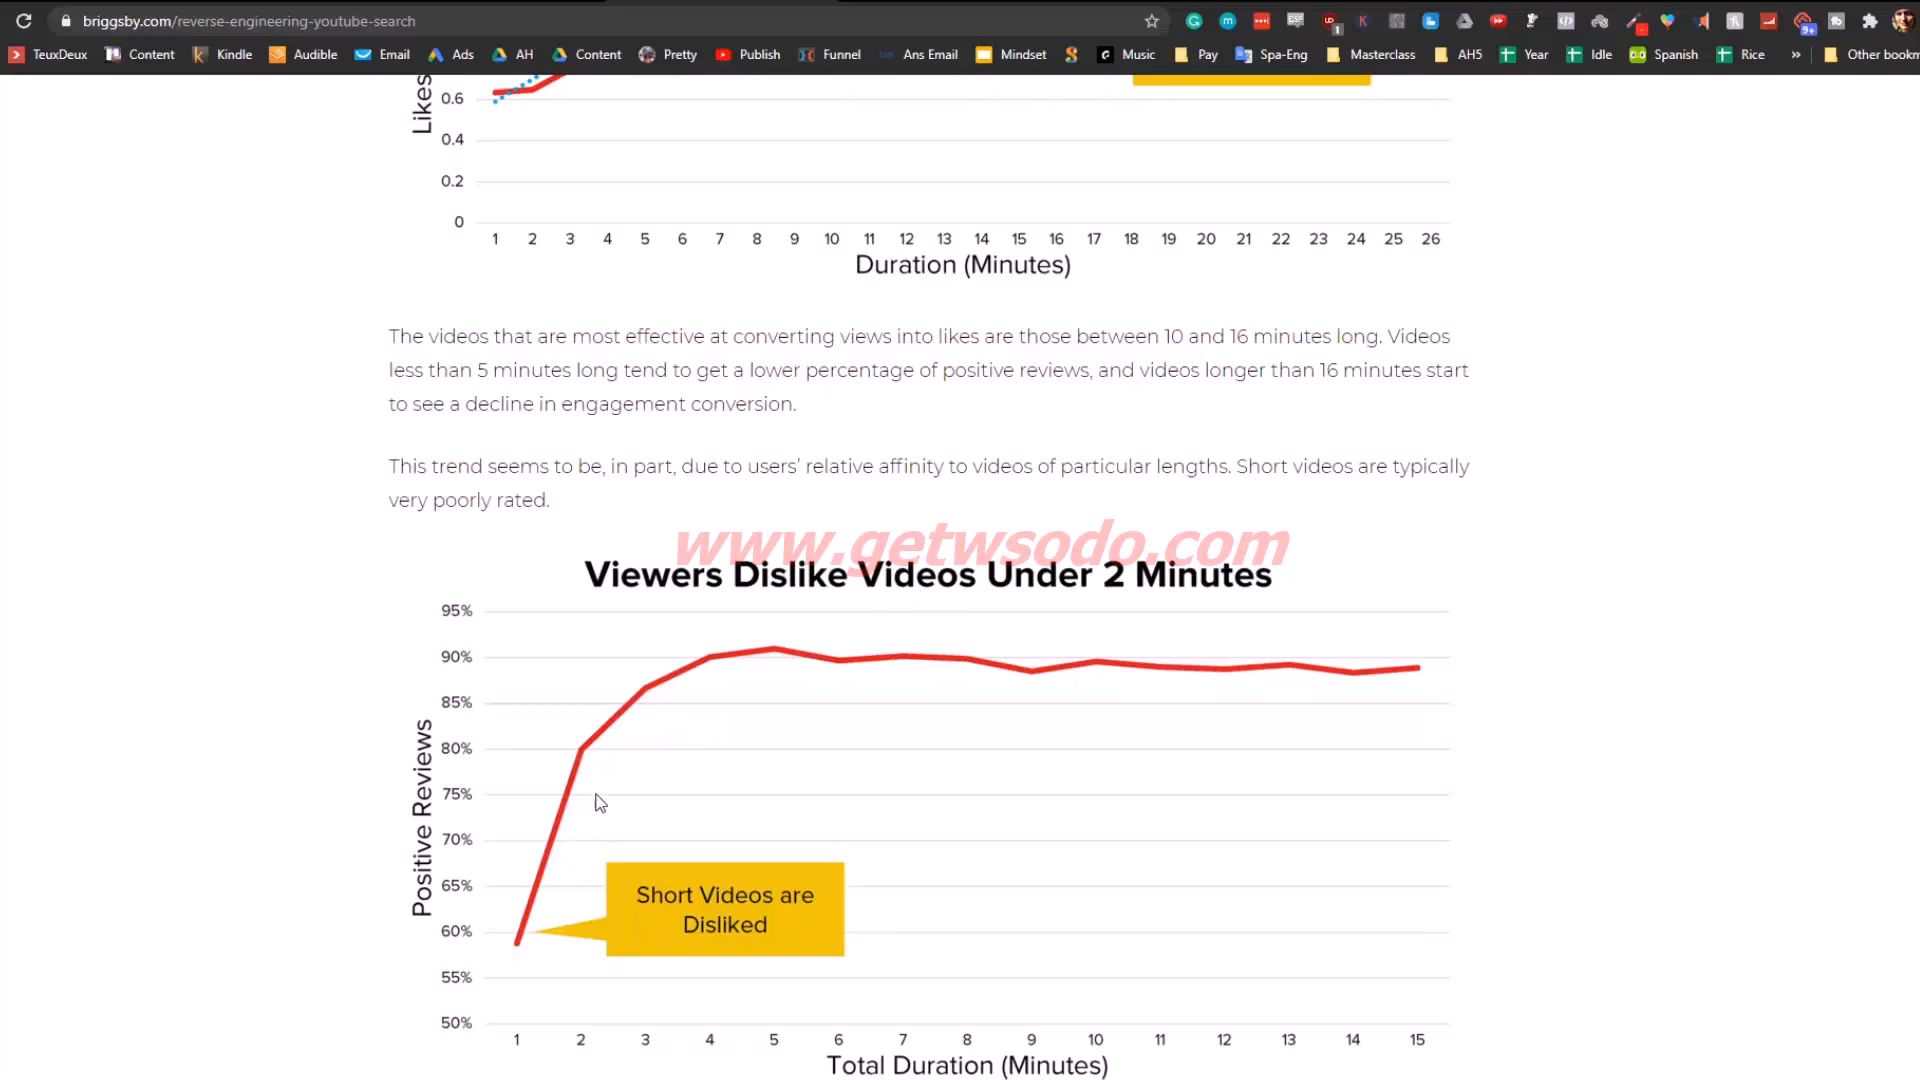 briggsby.com/reverse-engineering-youtube-search
TeuxDeux Content Kindle Audible Email Ads AH Content Pretty Publish Funnel Ans Email Mindset Music Pay Spa-Eng Masterclass AH5 Year Idle Spanish Rice » Other bookm
Likes
0.6
0.4
0.2
0
1 2 3 4 5 6 7 8 9 10 11 12 13 14 15 16 17 18 19 20 21 22 23 24 25 26
Duration (Minutes)
The videos that are most effective at converting views into likes are those between 10 and 16 minutes long. Videos
less than 5 minutes long tend to get a lower percentage of positive reviews, and videos longer than 16 minutes start
to see a decline in engagement conversion.
This trend seems to be, in part, due to users’ relative affinity to videos of particular lengths. Short videos are typically
very poorly rated.
www.getwsodo.com
Viewers Dislike Videos Under 2 Minutes
95%
90%
85%
80%
75%
70%
65%
60%
55%
50%
Positive Reviews
Short Videos are
Disliked
1 2 3 4 5 6 7 8 9 10 11 12 13 14 15
Total Duration (Minutes)